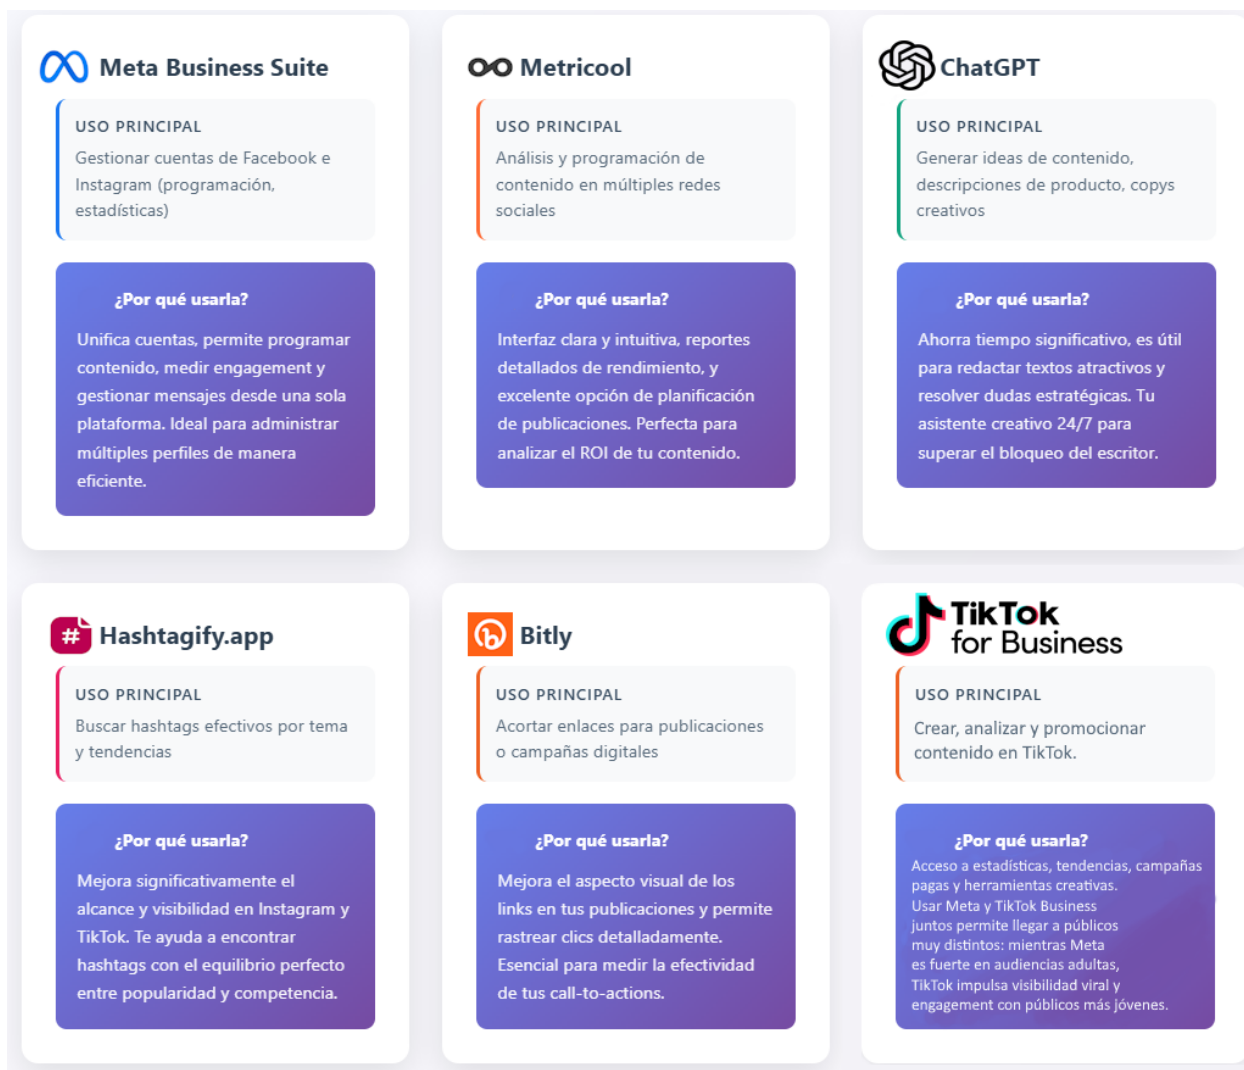 Meta Business Suite
USO PRINCIPAL
Gestionar cuentas de Facebook e
Instagram (programación,
estadísticas)
¿Por qué usarla?
Unifica cuentas, permite programar
contenido, medir engagement y
gestionar mensajes desde una sola
plataforma. Ideal para administrar
múltiples perfiles de manera
eficiente.
Metricool
USO PRINCIPAL
Análisis y programación de
contenido en múltiples redes
sociales
¿Por qué usarla?
Interfaz clara y intuitiva, reportes
detallados de rendimiento, y
excelente opción de planificación
de publicaciones. Perfecta para
analizar el ROI de tu contenido.
ChatGPT
USO PRINCIPAL
Generar ideas de contenido,
descripciones de producto, copys
creativos
¿Por qué usarla?
Ahorra tiempo significativo, es útil
para redactar textos atractivos y
resolver dudas estratégicas. Tu
asistente creativo 24/7 para
superar el bloqueo del escritor.
# Hashtagify.app
USO PRINCIPAL
Buscar hashtags efectivos por tema
y tendencias
¿Por qué usarla?
Mejora significativamente el
alcance y visibilidad en Instagram y
TikTok. Te ayuda a encontrar
hashtags con el equilibrio perfecto
entre popularidad y competencia.
Bitly
USO PRINCIPAL
Acortar enlaces para publicaciones
o campañas digitales
¿Por qué usarla?
Mejora el aspecto visual de los
links en tus publicaciones y permite
rastrear clics detalladamente.
Esencial para medir la efectividad
de tus call-to-actions.
TikTok
for Business
USO PRINCIPAL
Crear, analizar y promocionar
contenido en TikTok.
¿Por qué usarla?
Acceso a estadísticas, tendencias, campañas
pagas y herramientas creativas.
Usar Meta y TikTok Business
juntos permite llegar a públicos
muy distintos: mientras Meta
es fuerte en audiencias adultas,
TikTok impulsa visibilidad viral y
engagement con públicos más jóvenes.